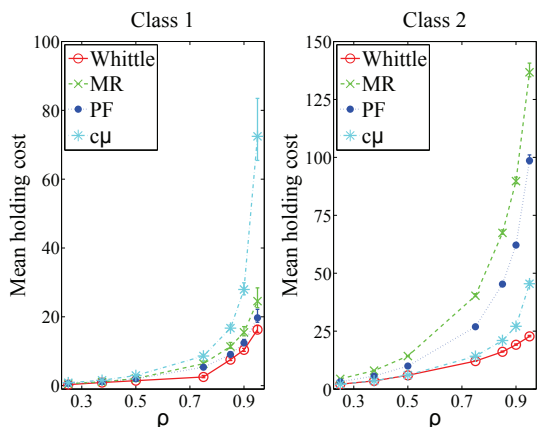 Class 1
Class 2
100
80
60
40
20
0
Mean holding cost
Whittle
MR
PF
cμ
0.3
0.5
0.7
0.9
ρ
150
125
100
75
50
25
0
Mean holding cost
Whittle
MR
PF
cμ
0.3
0.5
0.7
0.9
ρ